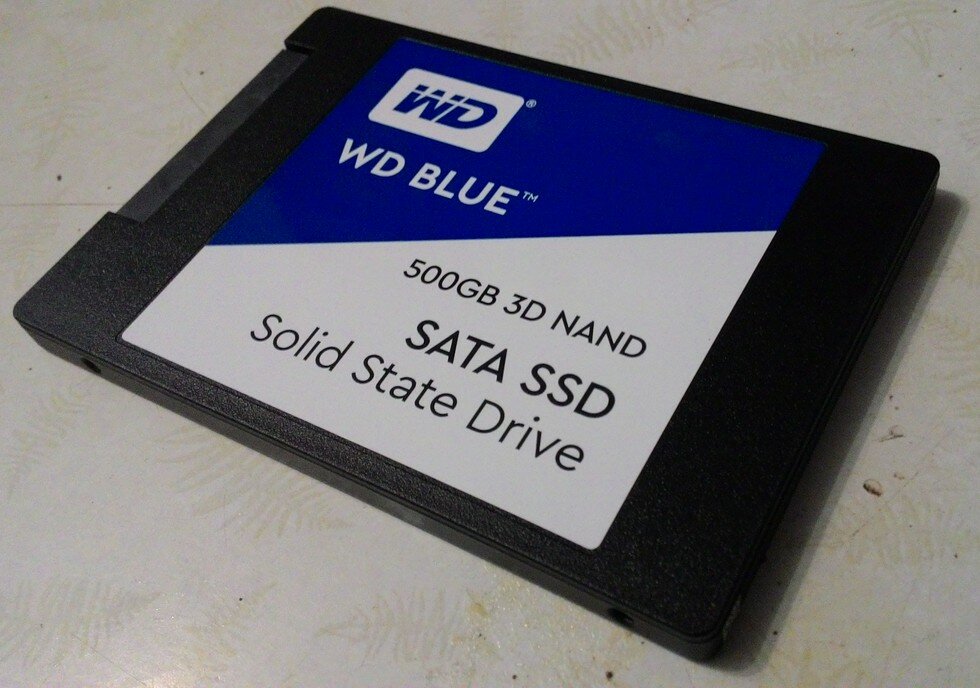 WD®
WD BLUE™
500GB 3D NAND
SATA SSD
Solid State Drive